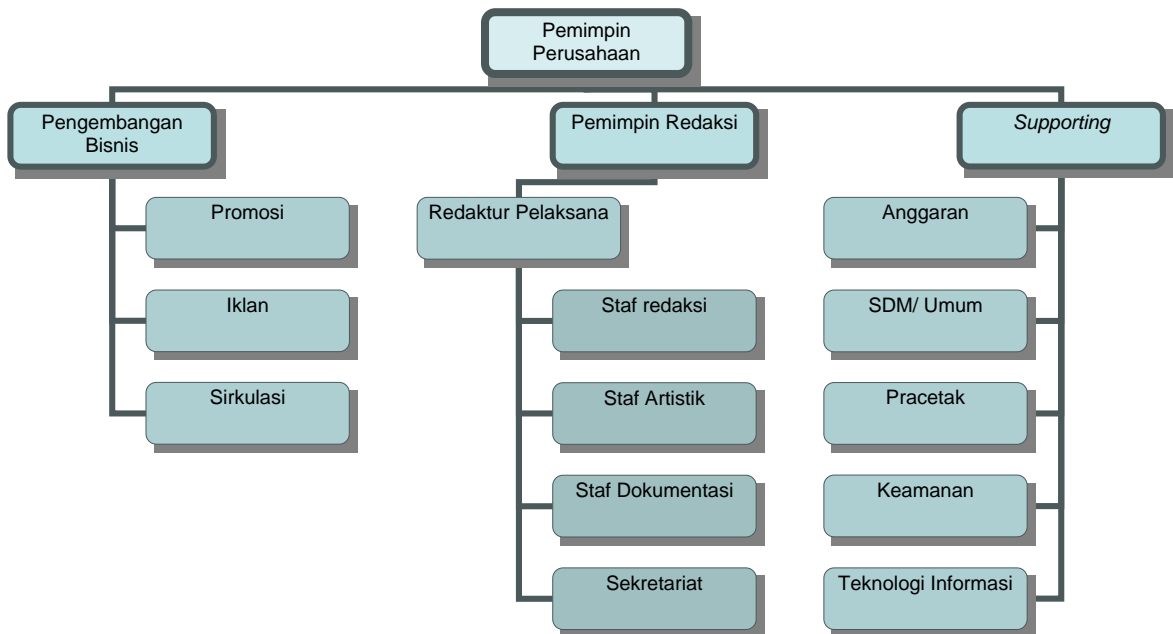 Pemimpin
Perusahaan
Pengembangan
Bisnis
Pemimpin Redaksi
Supporting
Promosi
Redaktur Pelaksana
Anggaran
Iklan
Staf redaksi
SDM/ Umum
Sirkulasi
Staf Artistik
Pracetak
Staf Dokumentasi
Keamanan
Sekretariat
Teknologi Informasi